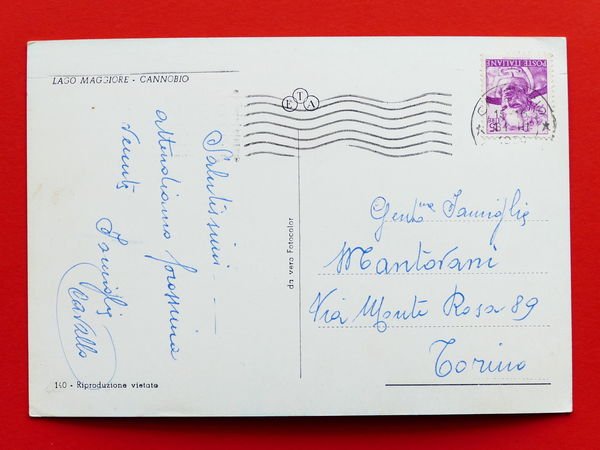 LAGO MAGGIORE - CANNOBIO
Salutissimi
attendiamo prossima
Venuta Famiglia
Cavallo
140 - Riproduzione vietata
E T A
da vero Fotocolor
POSTE ITALIANE
Gent.ma Famiglia
Mantovani
Via Monte Rosa 89
Torino